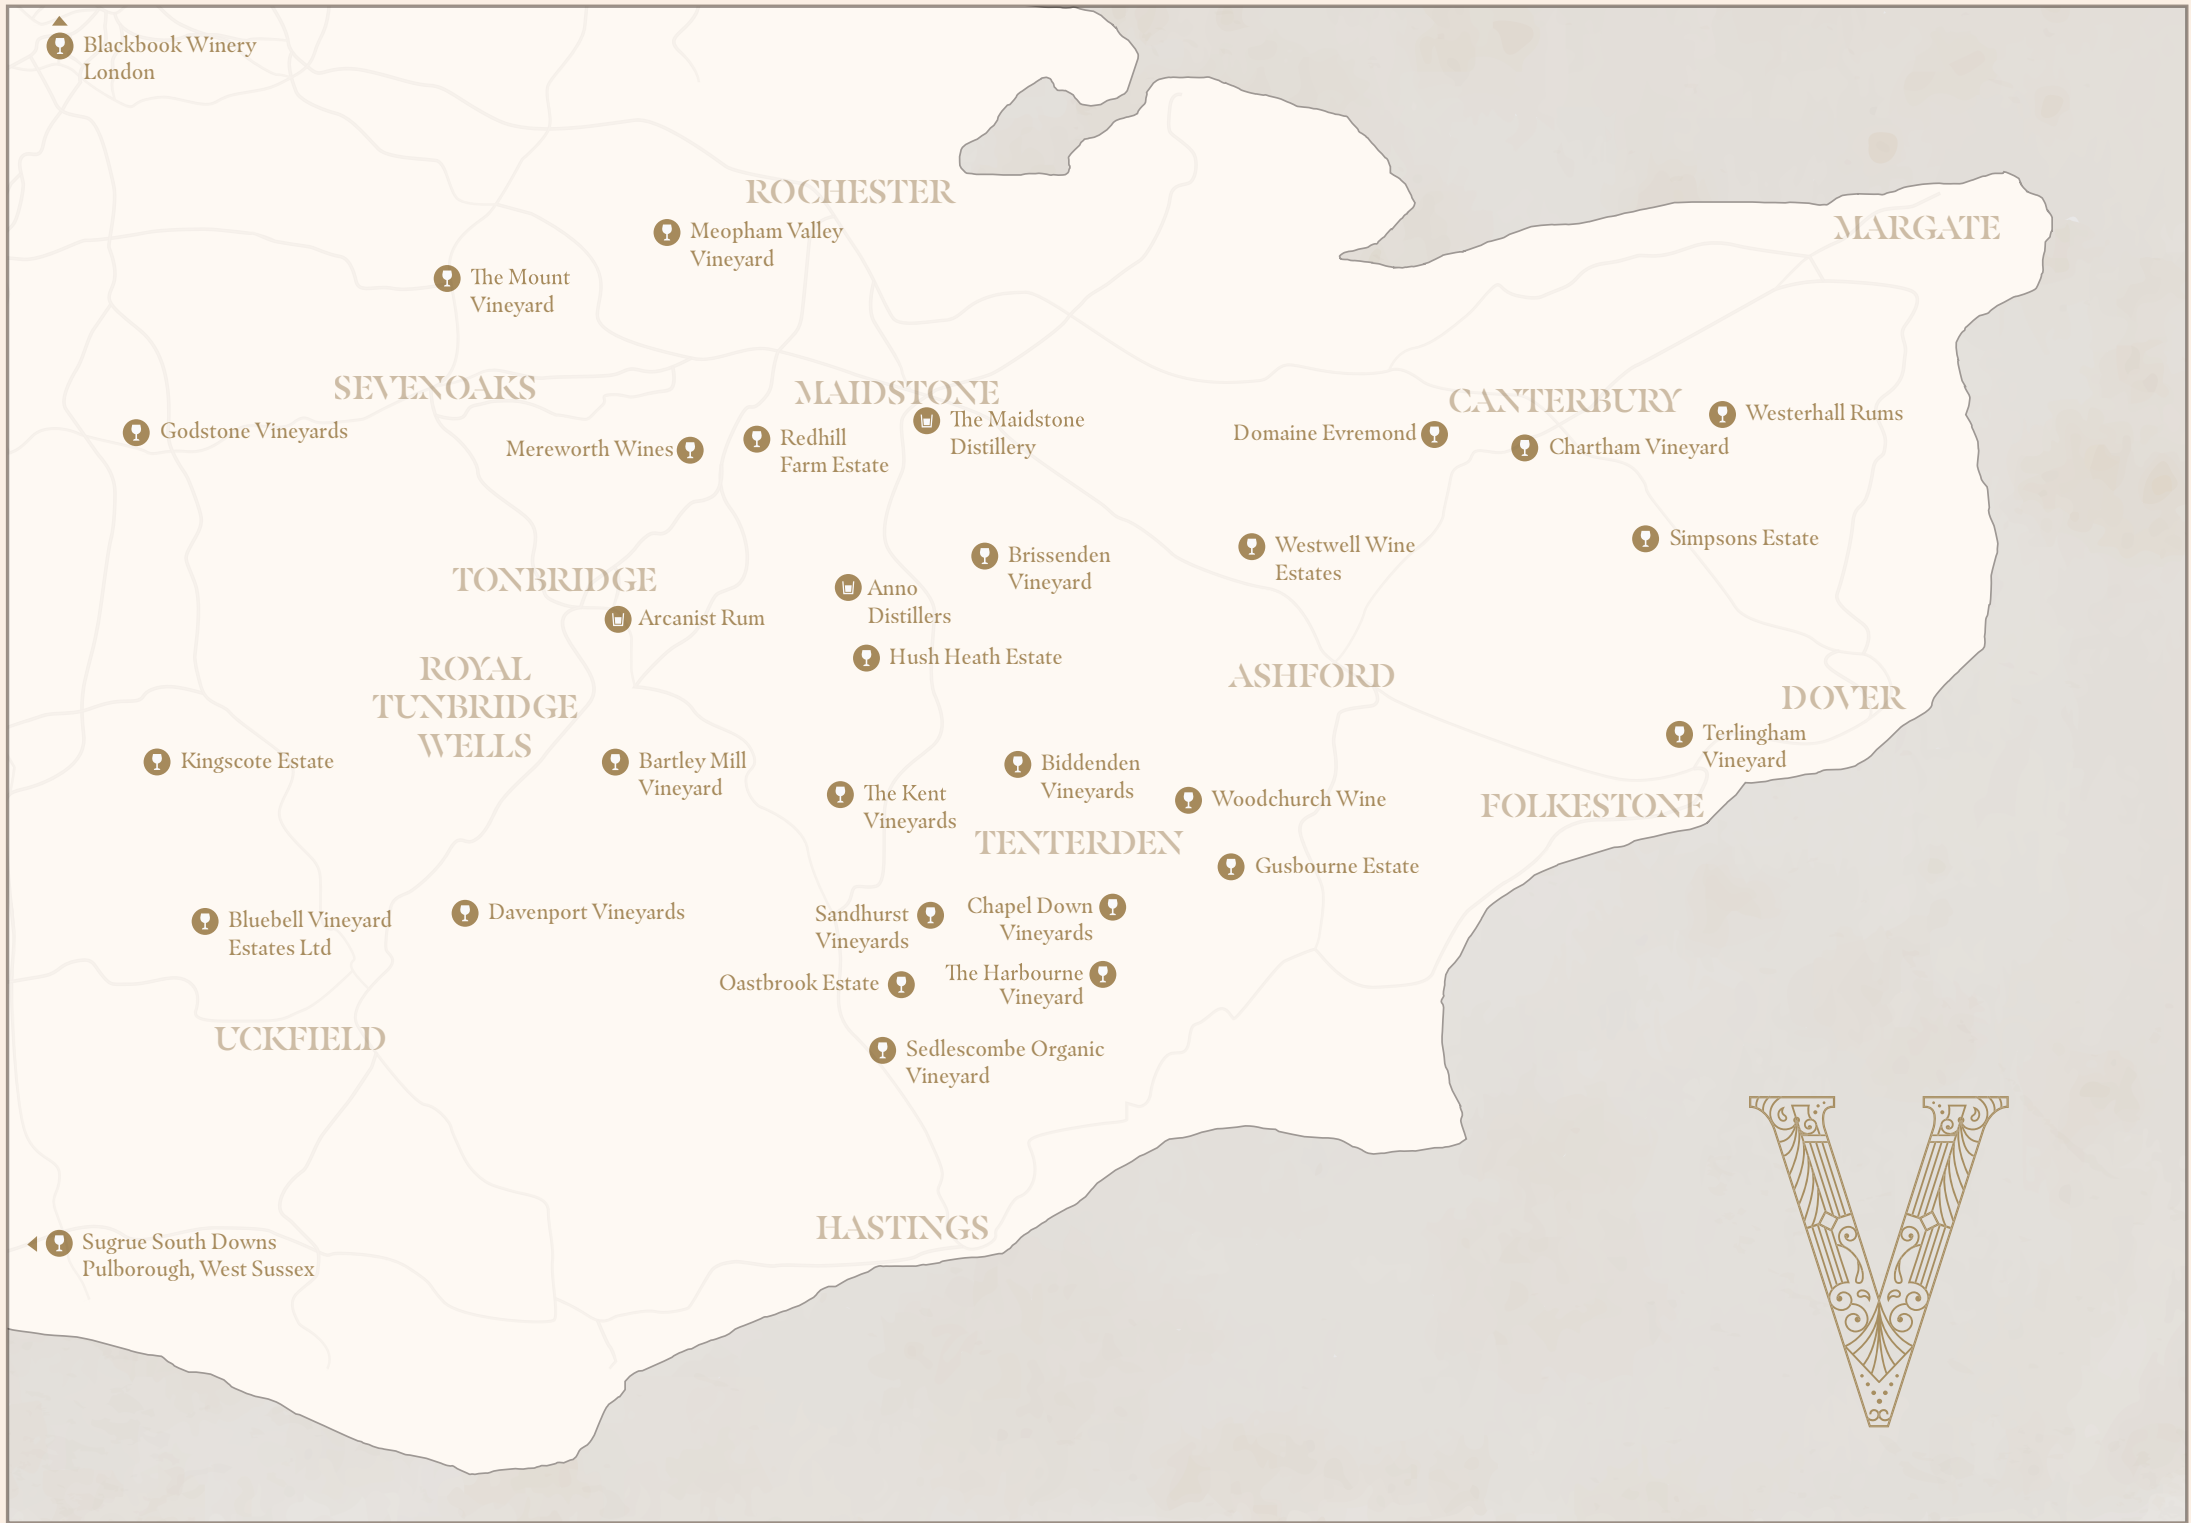 Blackbook Winery
London
ROCHESTER
Meopham Valley
Vineyard
MARGATE
The Mount
Vineyard
SEVENOAKS
MAIDSTONE
CANTERBURY
Godstone Vineyards
Mereworth Wines
Redhill
Farm Estate
The Maidstone
Distillery
Domaine Evremond
Chartham Vineyard
Westerhall Rums
Brissenden
Vineyard
Westwell Wine
Estates
Simpsons Estate
TONBRIDGE
Arcanist Rum
Anno
Distillers
Hush Heath Estate
ROYAL
TUNBRIDGE
WELLS
ASHFORD
DOVER
Terlingham
Vineyard
Kingscote Estate
Bartley Mill
Vineyard
The Kent
Vineyards
Biddenden
Vineyards
Woodchurch Wine
FOLKESTONE
TENTERDEN
Gusbourne Estate
Bluebell Vineyard
Estates Ltd
Davenport Vineyards
Sandhurst
Vineyards
Chapel Down
Vineyards
Oastbrook Estate
The Harbourne
Vineyard
UCKFIELD
Sedlescombe Organic
Vineyard
HASTINGS
Sugrue South Downs
Pulborough, West Sussex
V